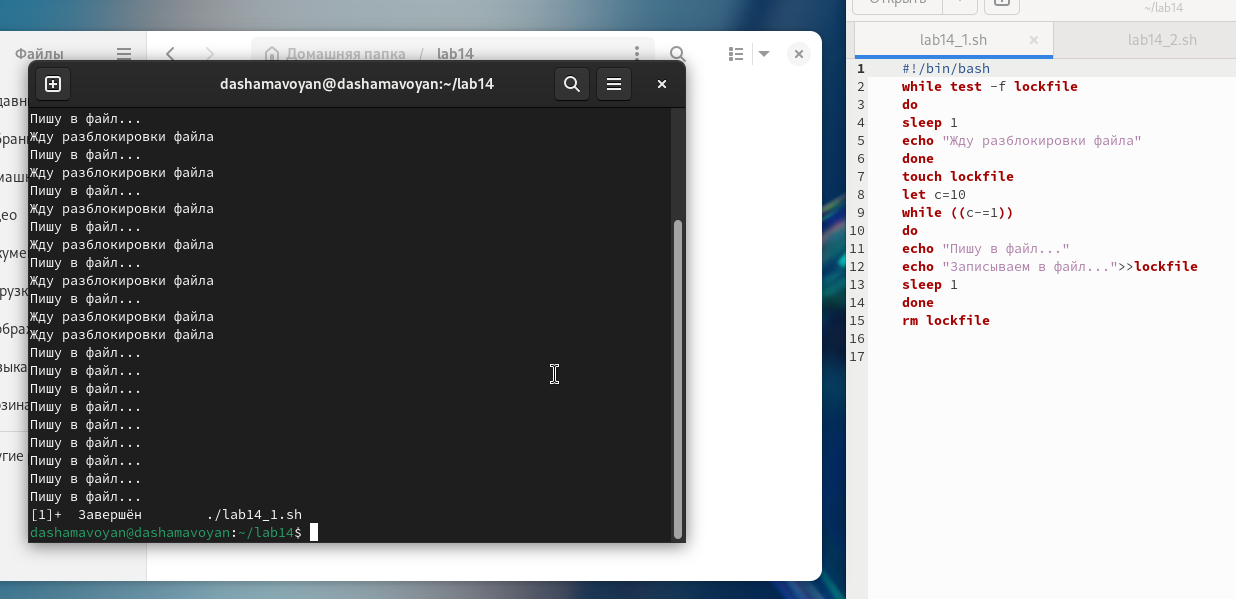 Файлы
Домашняя папка / lab14
dashamavoyan@dashamavoyan:~/lab14
Пишу в файл...
Жду разблокировки файла
Пишу в файл...
Жду разблокировки файла
Пишу в файл...
Жду разблокировки файла
Пишу в файл...
Жду разблокировки файла
Пишу в файл...
Жду разблокировки файла
Пишу в файл...
Жду разблокировки файла
Жду разблокировки файла
Пишу в файл...
Пишу в файл...
Пишу в файл...
Пишу в файл...
Пишу в файл...
Пишу в файл...
Пишу в файл...
Пишу в файл...
Пишу в файл...
[1]+  Завершён        ./lab14_1.sh
dashamavoyan@dashamavoyan:~/lab14$
Открыть
~/lab14
lab14_1.sh
lab14_2.sh
1 #!/bin/bash
2 while test -f lockfile
3 do
4 sleep 1
5 echo "Жду разблокировки файла"
6 done
7 touch lockfile
8 let c=10
9 while ((c-=1))
10 do
11 echo "Пишу в файл..."
12 echo "Записываем в файл...">>lockfile
13 sleep 1
14 done
15 rm lockfile
16
17